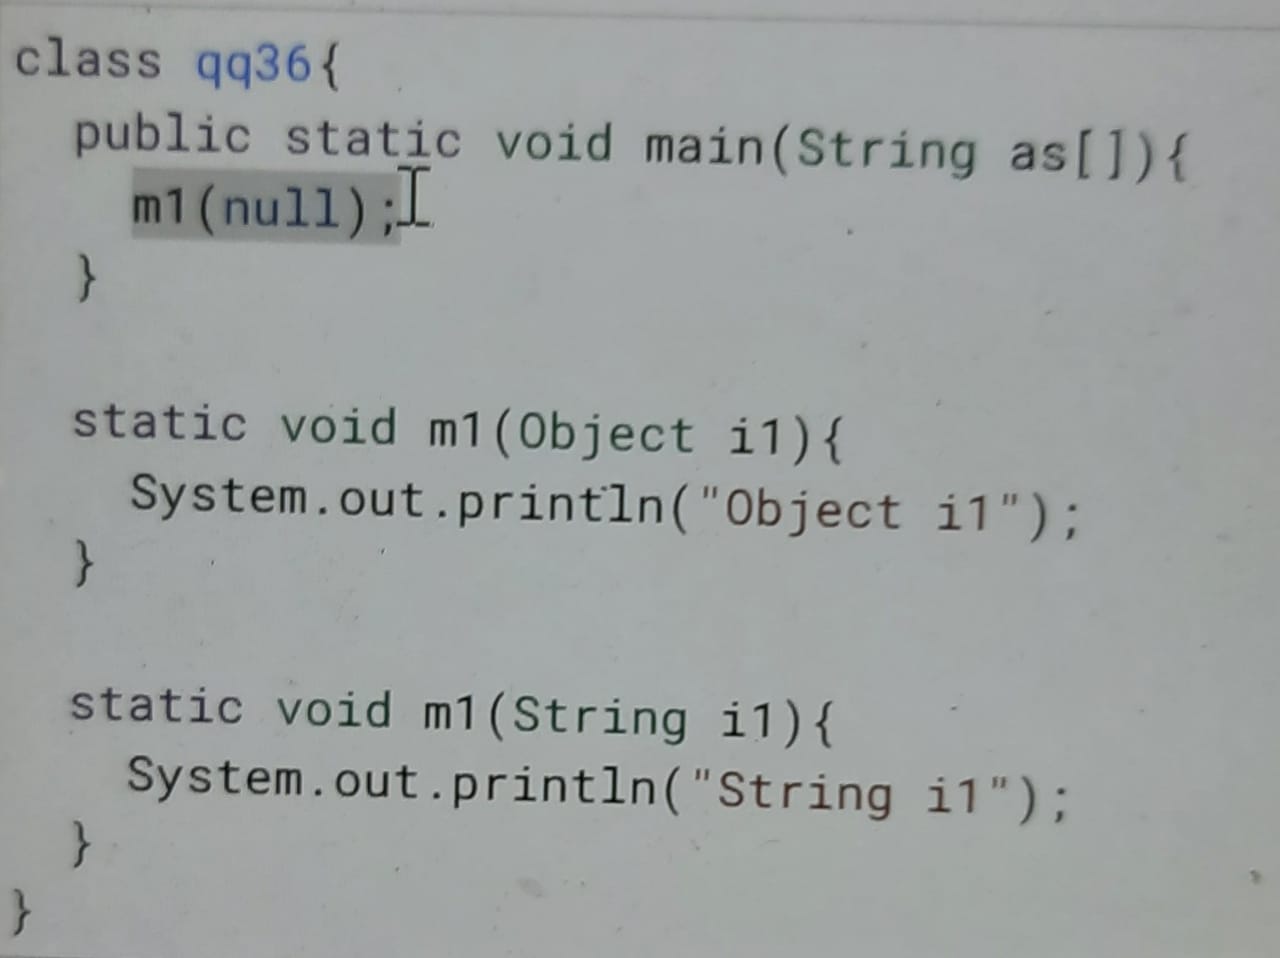 class qq36{
public static void main(String as[]){
m1(null);
}
static void m1(Object i1){
System.out.println("Object i1");
}
static void m1(String i1){
System.out.println("String i1");
}
}